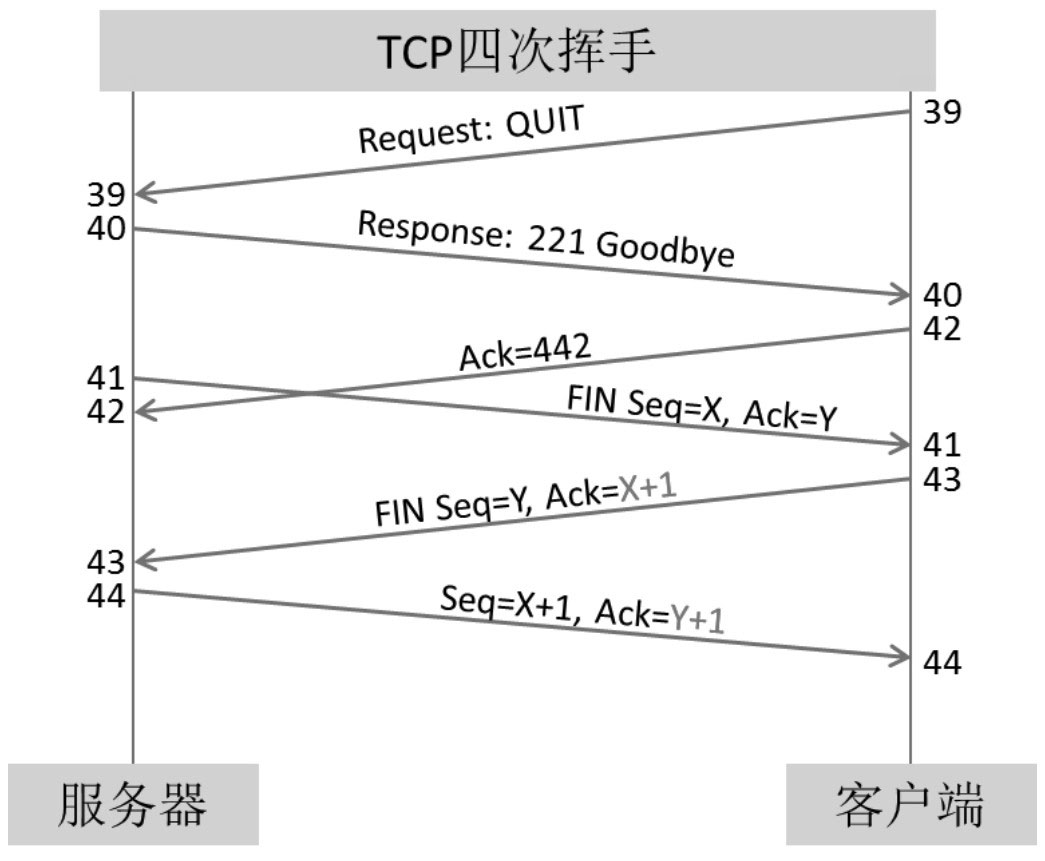 TCP四次挥手
39
Request: QUIT
39
40
Response: 221 Goodbye
40
42
Ack=442
41
42
FIN Seq=X, Ack=Y
41
43
FIN Seq=Y, Ack=X+1
43
44
Seq=X+1, Ack=Y+1
44
服务器
客户端